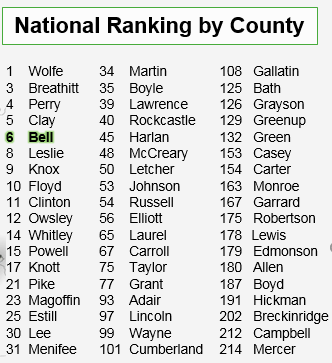 National Ranking by County
1 Wolfe 34 Martin 108 Gallatin
3 Breathitt 35 Boyle 125 Bath
4 Perry 39 Lawrence 126 Grayson
5 Clay 40 Rockcastle 129 Greenup
6 Bell 45 Harlan 132 Green
8 Leslie 48 McCreary 153 Casey
9 Knox 50 Letcher 154 Carter
10 Floyd 53 Johnson 163 Monroe
11 Clinton 54 Russell 167 Garrard
12 Owsley 56 Elliott 175 Robertson
14 Whitley 65 Laurel 178 Lewis
15 Powell 67 Carroll 179 Edmonson
17 Knott 75 Taylor 180 Allen
21 Pike 77 Grant 187 Boyd
23 Magoffin 93 Adair 191 Hickman
25 Estill 97 Lincoln 202 Breckinridge
30 Lee 99 Wayne 212 Campbell
31 Menifee 101 Cumberland 214 Mercer